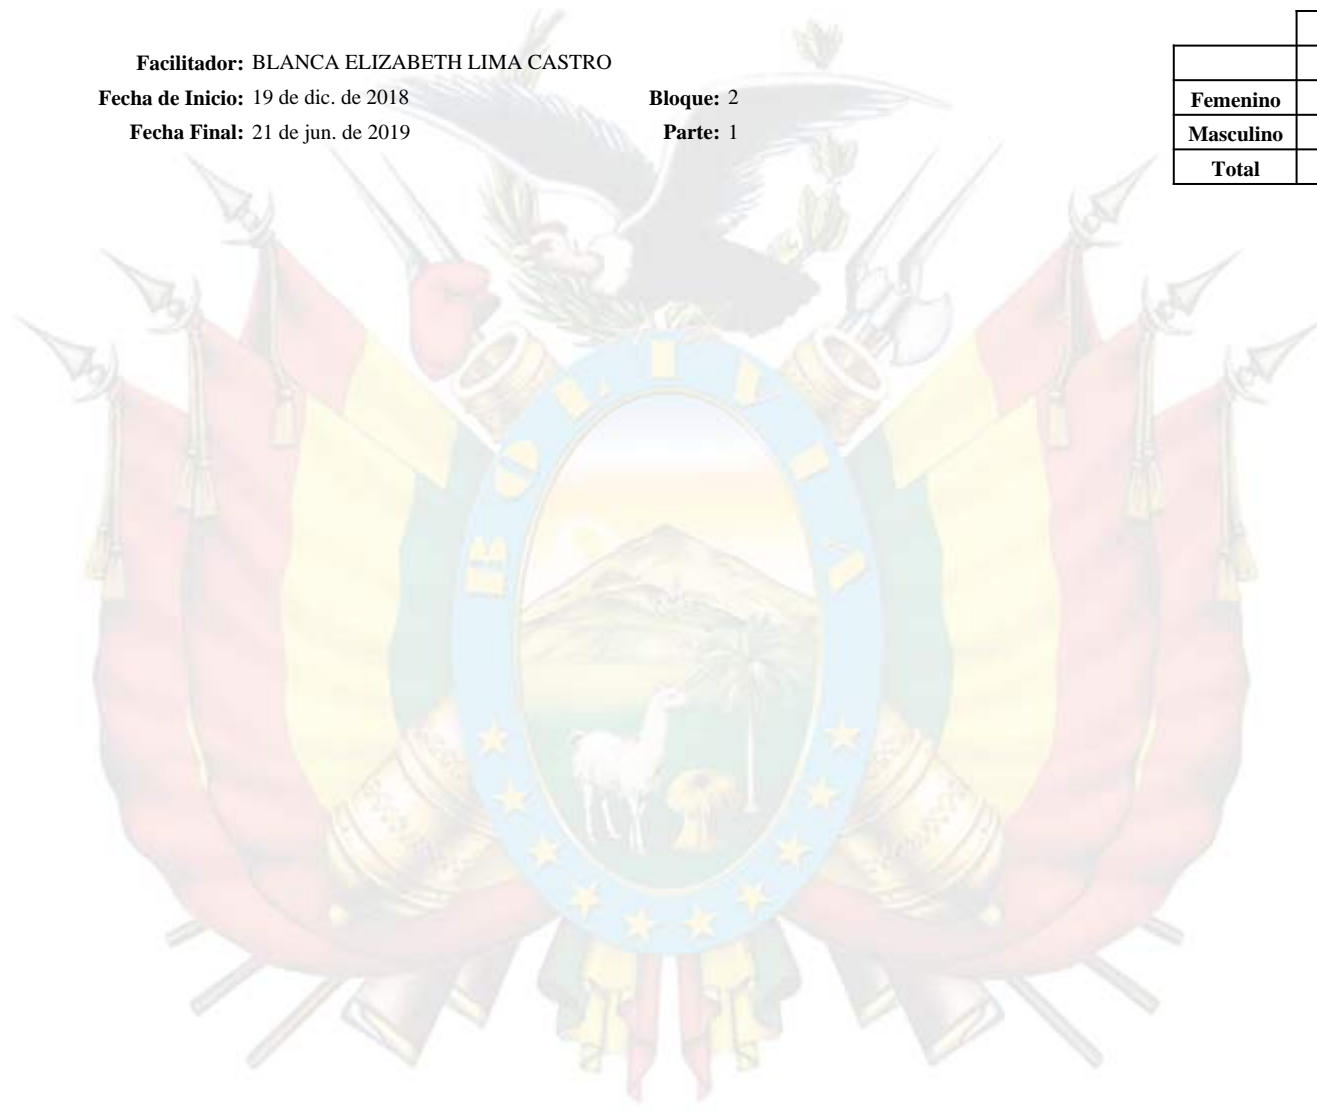 Facilitador: BLANCA ELIZABETH LIMA CASTRO
Fecha de Inicio: 19 de dic. de 2018 Bloque: 2
Fecha Final: 21 de jun. de 2019 Parte: 1
Femenino
Masculino
Total
BOLIVIA